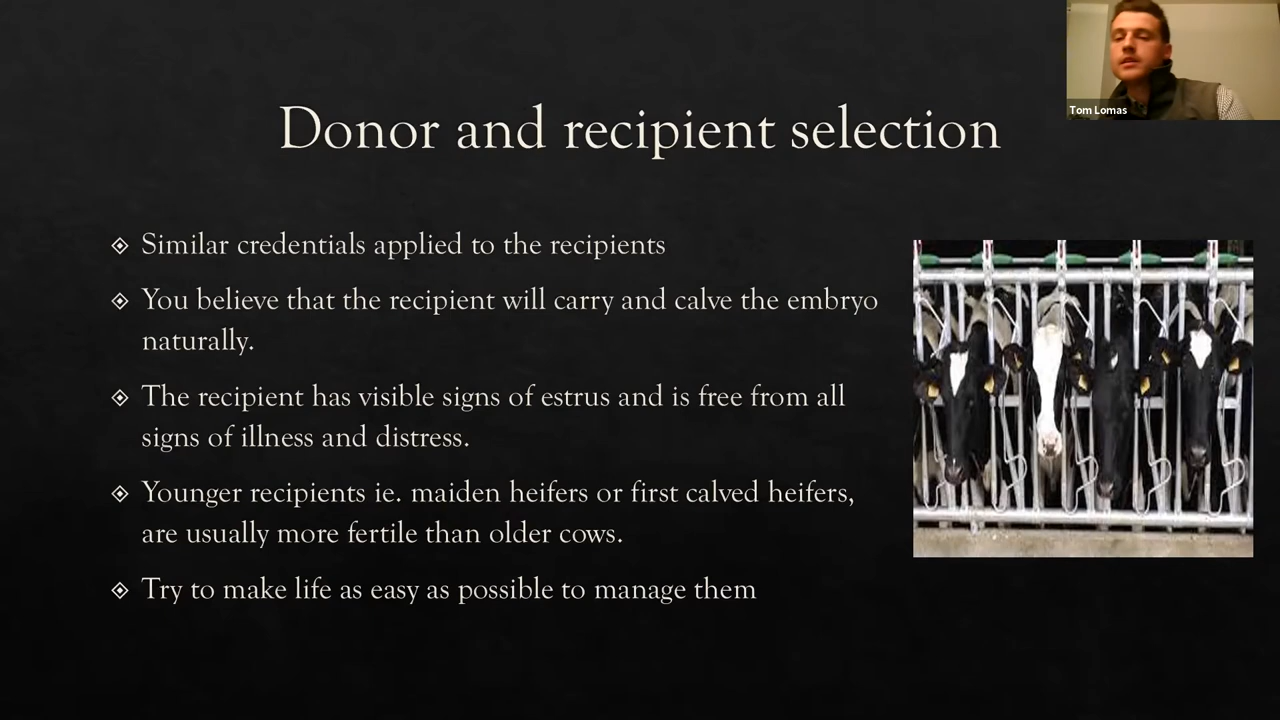 Tom Lomas
Donor and recipient selection
Similar credentials applied to the recipients
You believe that the recipient will carry and calve the embryo
naturally.
The recipient has visible signs of estrus and is free from all
signs of illness and distress.
Younger recipients ie. maiden heifers or first calved heifers,
are usually more fertile than older cows.
Try to make life as easy as possible to manage them